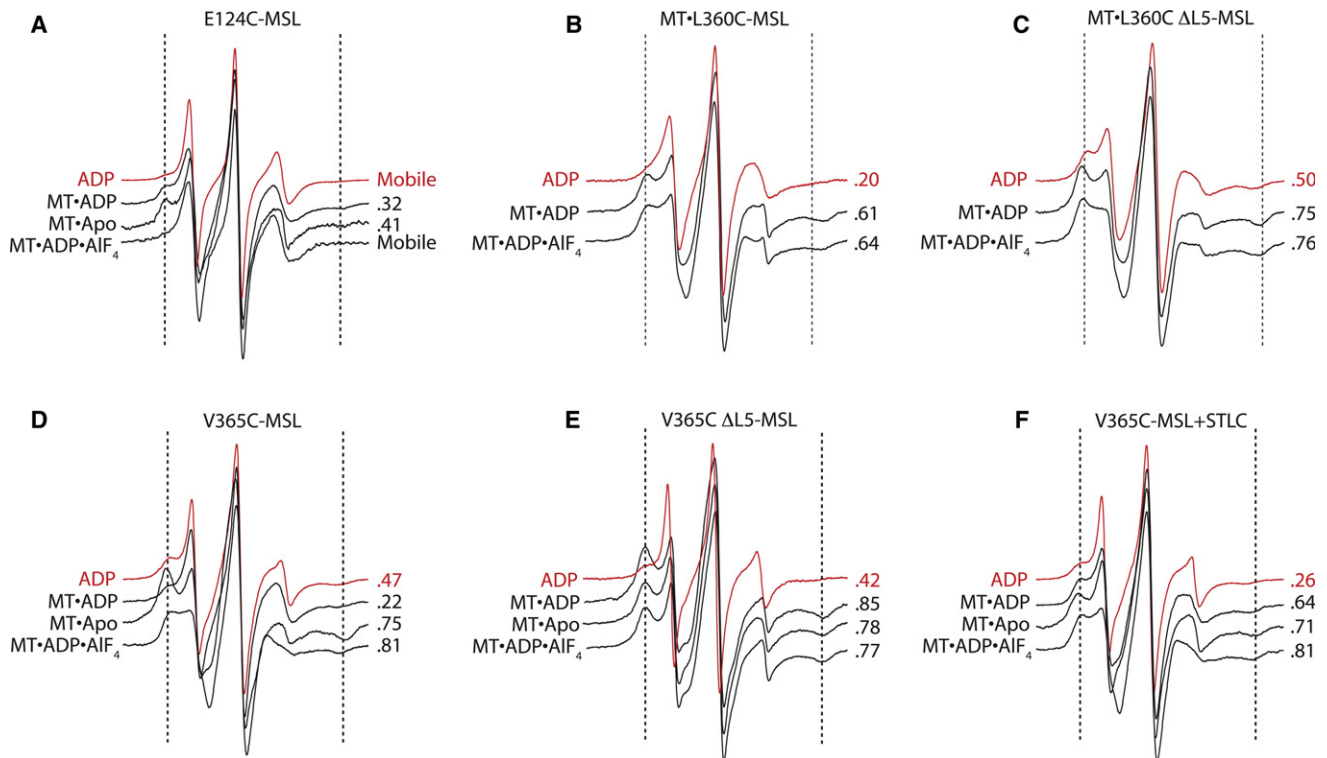 A
E124C-MSL
ADP
MT•ADP
MT•Apo
MT•ADP•AlF4
Mobile
.32
.41
Mobile
B
MT•L360C-MSL
ADP
MT•ADP
MT•ADP•AlF4
.20
.61
.64
C
MT•L360C ΔL5-MSL
ADP
MT•ADP
MT•ADP•AlF4
.50
.75
.76
D
V365C-MSL
ADP
MT•ADP
MT•Apo
MT•ADP•AlF4
.47
.22
.75
.81
E
V365C ΔL5-MSL
ADP
MT•ADP
MT•Apo
MT•ADP•AlF4
.42
.85
.78
.77
F
V365C-MSL+STLC
ADP
MT•ADP
MT•Apo
MT•ADP•AlF4
.26
.64
.71
.81